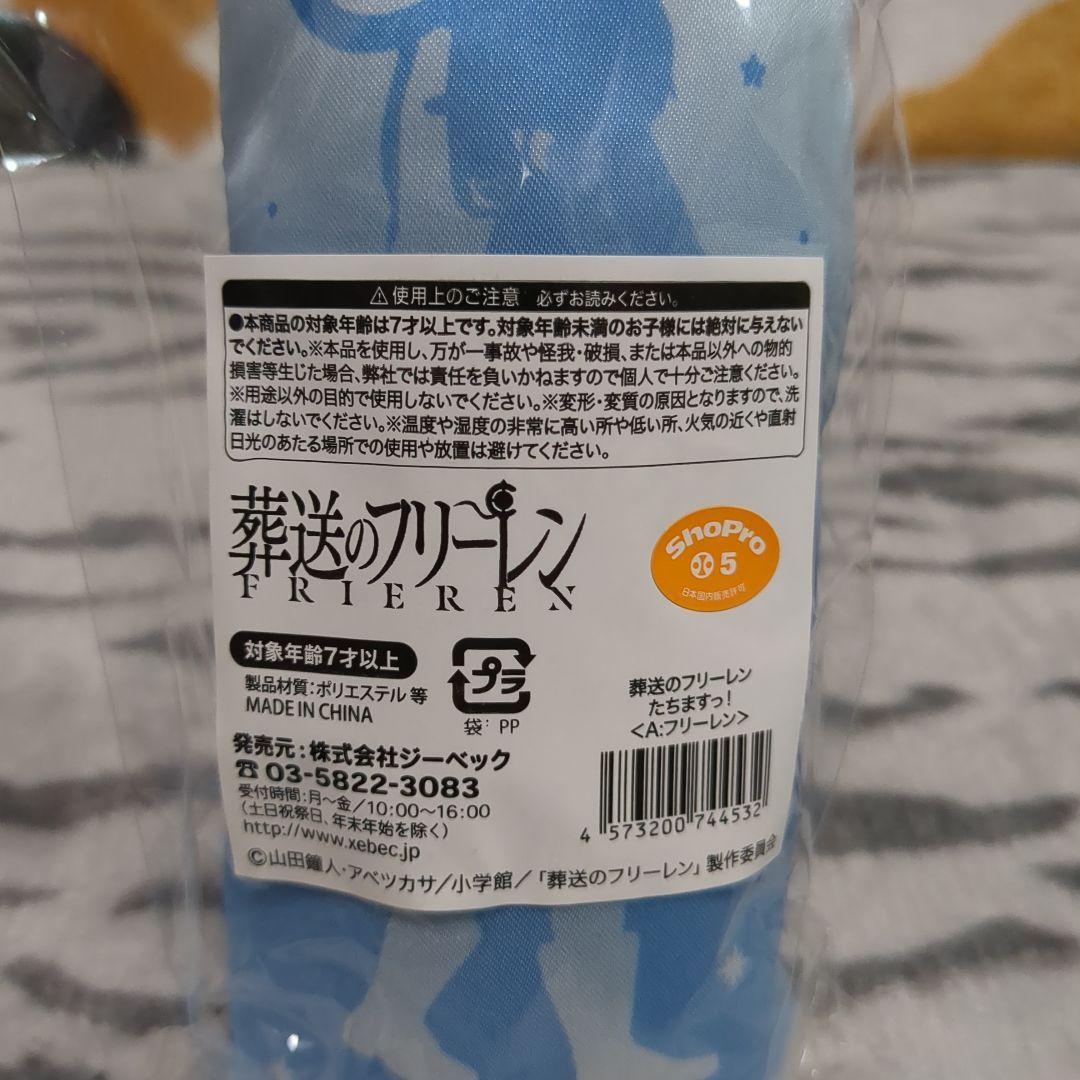 ⚠使用上のご注意 必ずお読みください。
●本商品の対象年齢は7才以上です。対象年齢未満のお子様には絶対に与えない
でください。※本品を使用し、万が一事故や怪我・破損、または本品以外への物的
損害等生じた場合、弊社では責任を負いかねますので個人で十分ご注意ください。
※用途以外の目的で使用しないでください。※変形・変質の原因となりますので、洗
濯はしないでください。※温度や湿度の非常に高い所や低い所、火気の近くや直射
日光のあたる場所での使用や放置は避けてください。
葬送のフリーレン
FRIEREN
ShoPro
5
日本国内販売許可
対象年齢7才以上
製品材質:ポリエステル 等
MADE IN CHINA
プラ
袋: PP
発売元:株式会社ジーベック
☎03-5822-3083
受付時間:月〜金/10:00〜16:00
(土日祝祭日、年末年始を除く)
http://www.xebec.jp
葬送のフリーレン
たちますっ!
<A:フリーレン>
4 573200 744532
©山田鐘人・アベツカサ/小学館/「葬送のフリーレン」製作委員会